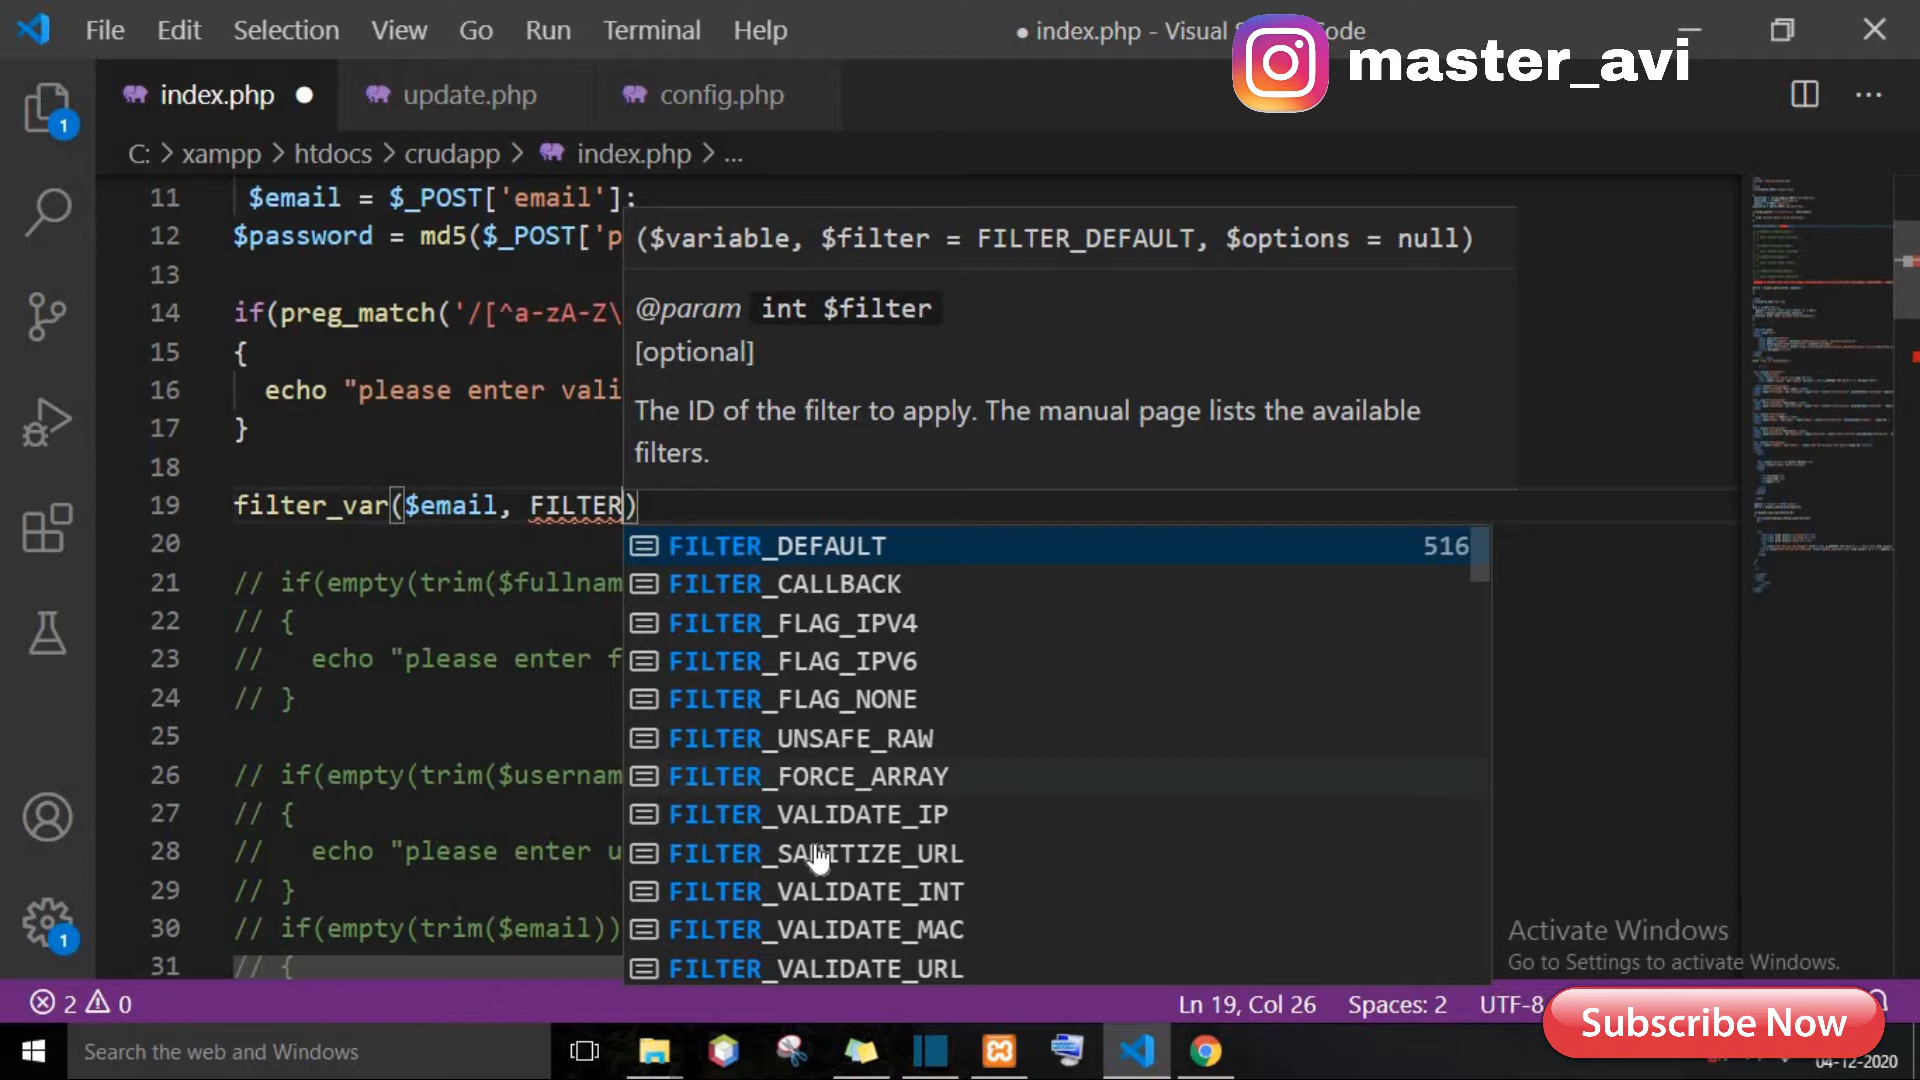 File Edit Selection View Go Run Terminal Help
● index.php - Visual
ode
master_avi
index.php ●
update.php
config.php
C: > xampp > htdocs > crudapp > index.php > ...
11 $email = $_POST['email'];
12 $password = md5($_POST['p
13
14 if(preg_match('/[^a-zA-Z\
15 {
16 echo "please enter vali
17 }
18
19 filter_var($email, FILTER)
20
21 // if(empty(trim($fullnam
22 // {
23 // echo "please enter f
24 // }
25
26 // if(empty(trim($usernam
27 // {
28 // echo "please enter u
29 // }
30 // if(empty(trim($email))
31 // {
($variable, $filter = FILTER_DEFAULT, $options = null)
@param int $filter
[optional]
The ID of the filter to apply. The manual page lists the available
filters.
FILTER_DEFAULT 516
FILTER_CALLBACK
FILTER_FLAG_IPV4
FILTER_FLAG_IPV6
FILTER_FLAG_NONE
FILTER_UNSAFE_RAW
FILTER_FORCE_ARRAY
FILTER_VALIDATE_IP
FILTER_SANITIZE_URL
FILTER_VALIDATE_INT
FILTER_VALIDATE_MAC
FILTER_VALIDATE_URL
Activate Windows
Go to Settings to activate Windows.
1
1
2 0
Ln 19, Col 26 Spaces: 2 UTF-8
Subscribe Now
Search the web and Windows
04-12-2020